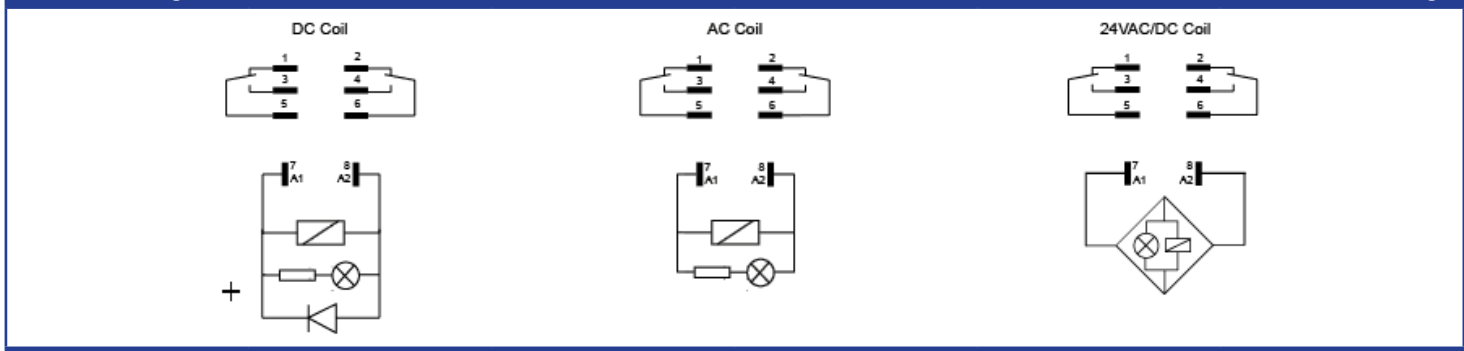 DC Coil AC Coil 24VAC/DC Coil
1 2 1 2 1 2
3 4 3 4 3 4
5 6 5 6 5 6
7 8 7 8 7 8
A1 A2 A1 A2 A1 A2
+